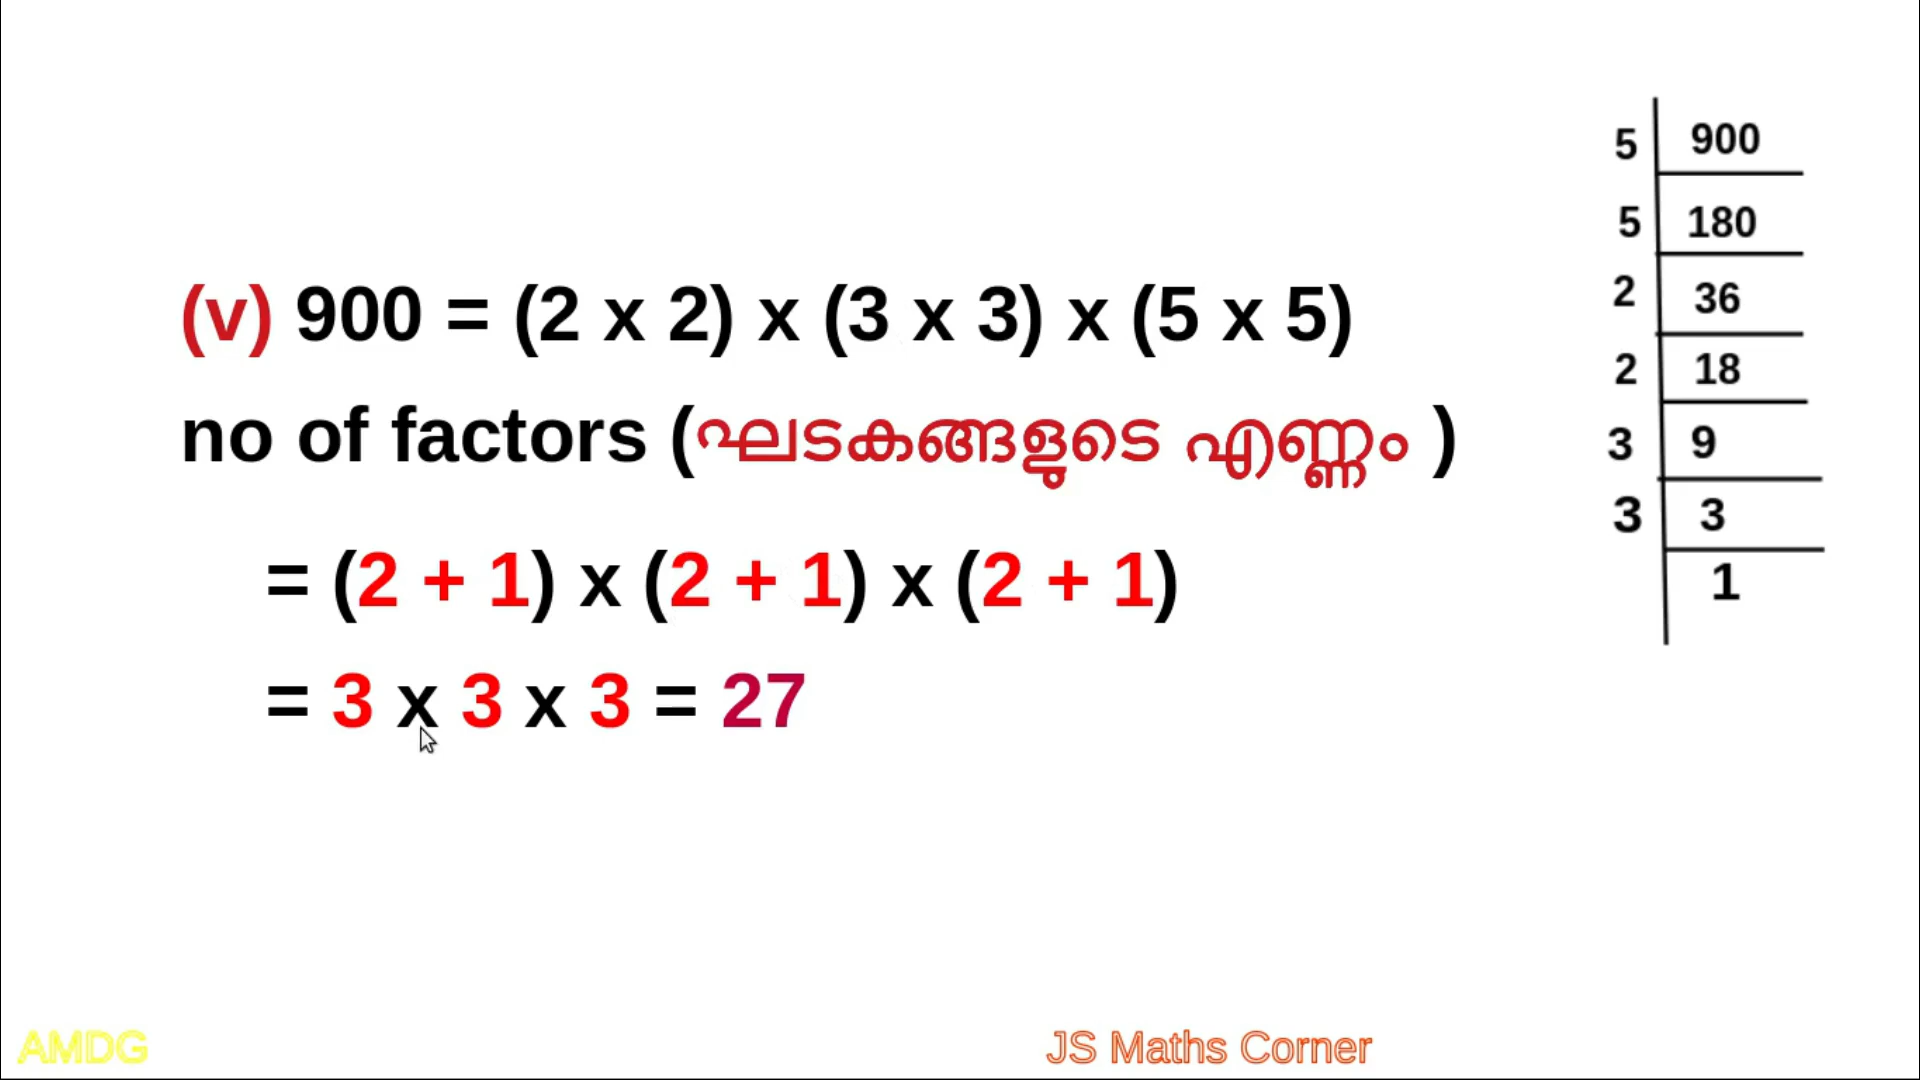 (v) 900 = (2 x 2) x (3 x 3) x (5 x 5)
no of factors (ഘടകങ്ങളുടെ എണ്ണം )
= (2 + 1) x (2 + 1) x (2 + 1)
= 3 x 3 x 3 = 27
5 900
5 180
2 36
2 18
3 9
3 3
1
AMDG
JS Maths Corner